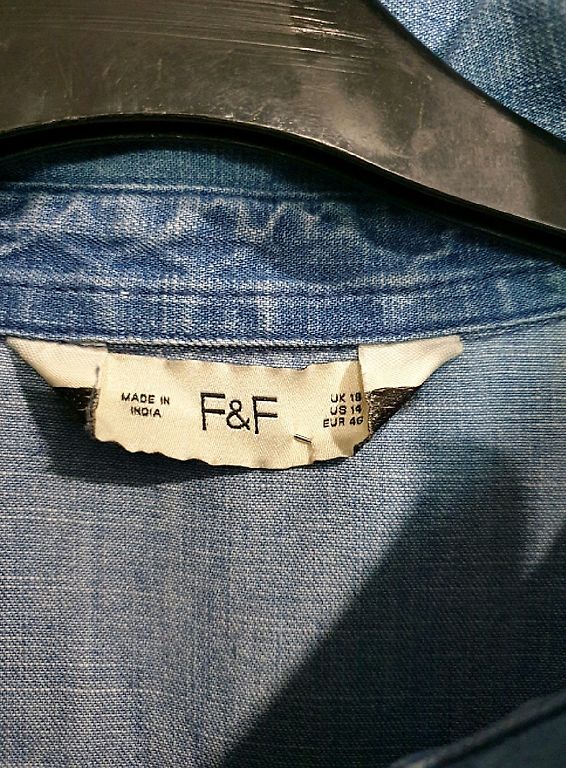 MADE IN
INDIA
F&F
UK 18
US 14
EUR 46